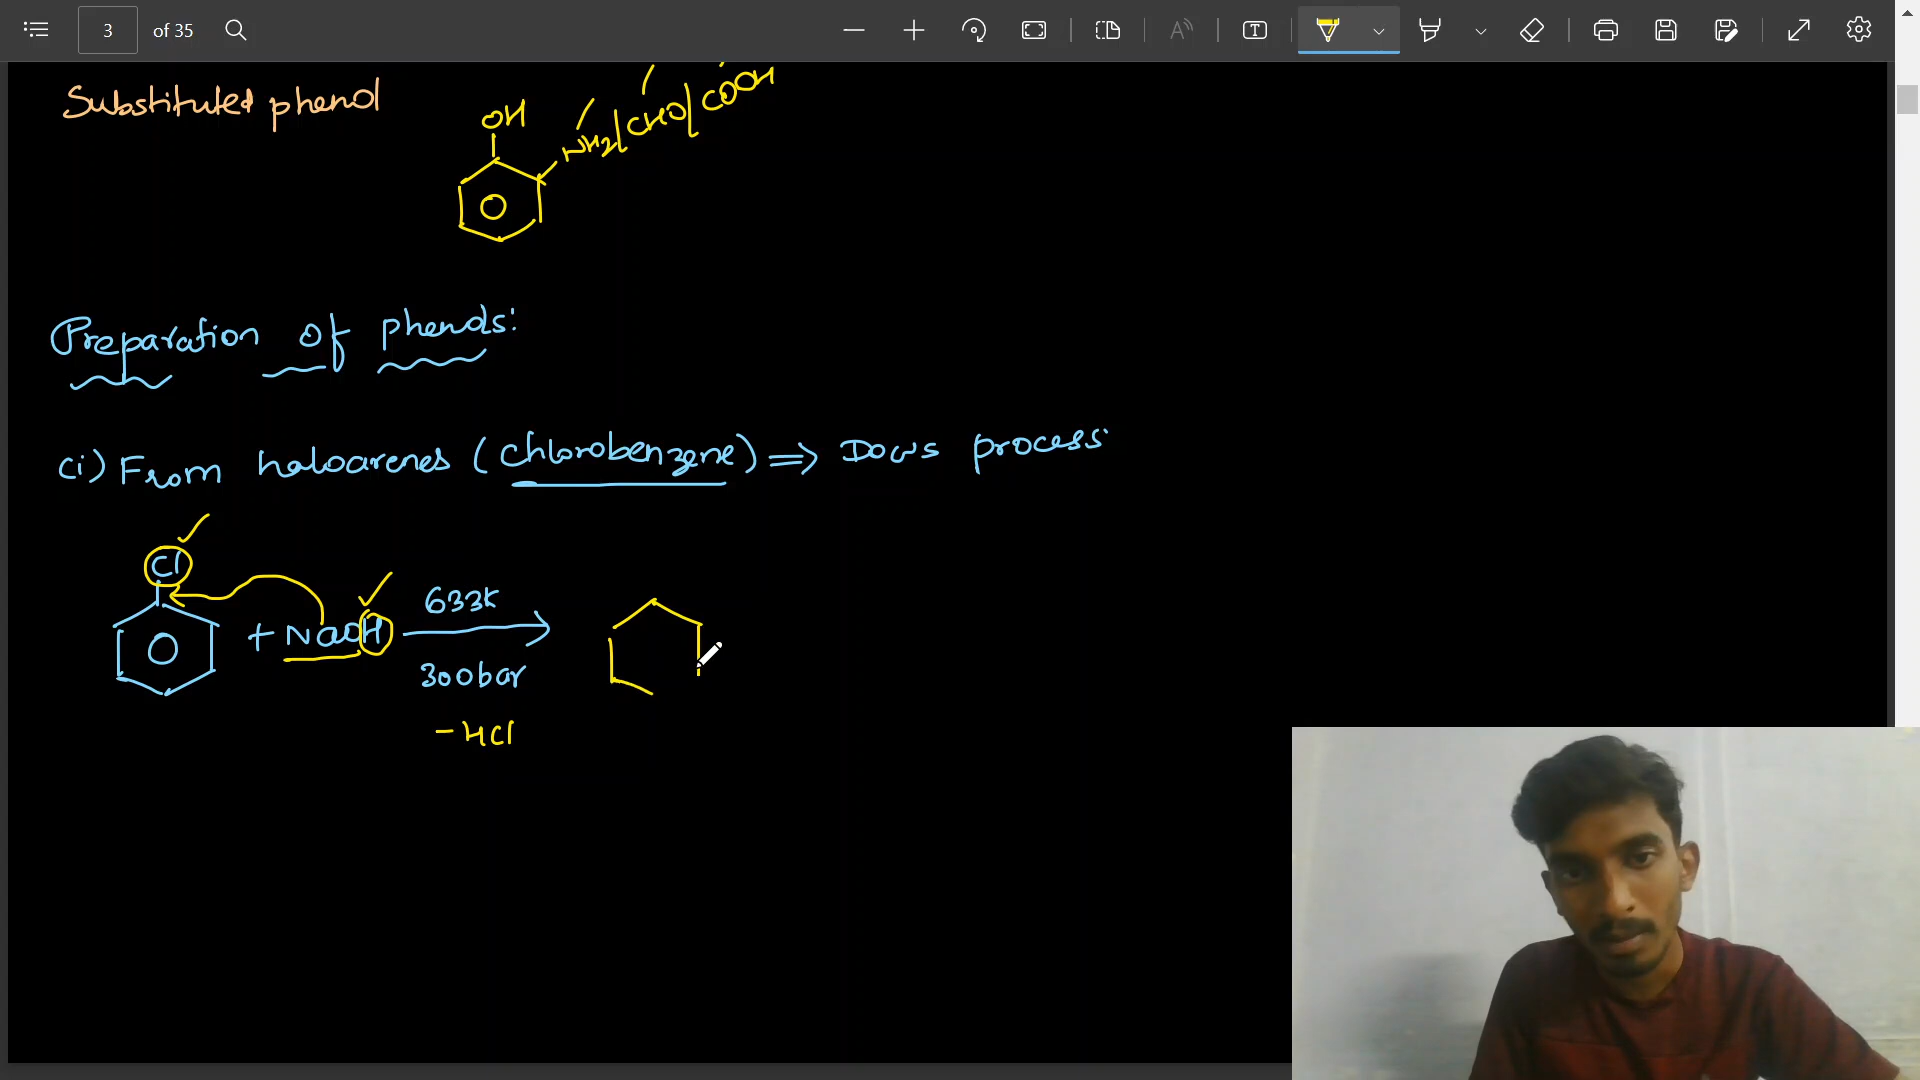 3 of 35
Substituted phenol
OH
NH2/CHO/COOH
Preparation of phenols:
(i) From haloarenes (chlorobenzene) ⇒ Dows process
Cl
+ NaOH
633K
300bar
-HCl